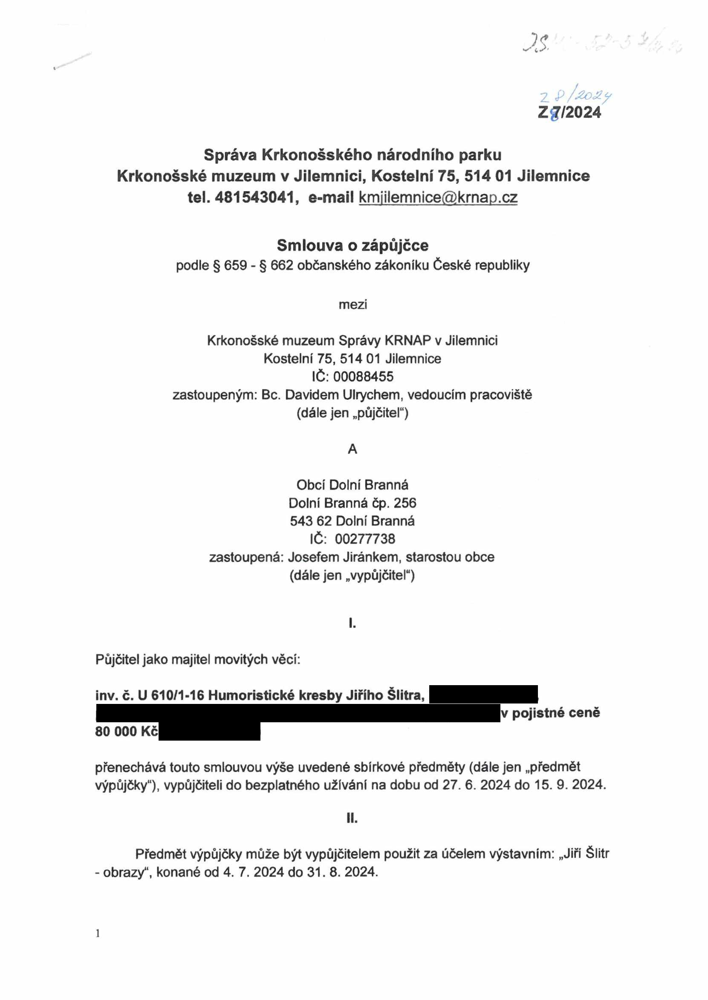 Z 8/2024
Z 8/2024
Správa Krkonošského národního parku
Krkonošské muzeum v Jilemnici, Kostelní 75, 514 01 Jilemnice
tel. 481543041, e-mail kmjilemnice@krnap.cz
Smlouva o zápůjčce
podle § 659 - § 662 občanského zákoníku České republiky
mezi
Krkonošské muzeum Správy KRNAP v Jilemnici
Kostelní 75, 514 01 Jilemnice
IČ: 00088455
zastoupeným: Bc. Davidem Ulrychem, vedoucím pracoviště
(dále jen „půjčitel“)
A
Obcí Dolní Branná
Dolní Branná čp. 256
543 62 Dolní Branná
IČ: 00277738
zastoupená: Josefem Jiránkem, starostou obce
(dále jen „vypůjčitel“)
I.
Půjčitel jako majitel movitých věcí:
inv. č. U 610/1-16 Humoristické kresby Jiřího Šlitra,
v pojistné ceně
80 000 Kč
přenechává touto smlouvou výše uvedené sbírkové předměty (dále jen „předmět
výpůjčky“), vypůjčiteli do bezplatného užívání na dobu od 27. 6. 2024 do 15. 9. 2024.
II.
Předmět výpůjčky může být vypůjčitelem použit za účelem výstavním: „Jiří Šlitr
- obrazy“, konané od 4. 7. 2024 do 31. 8. 2024.
1